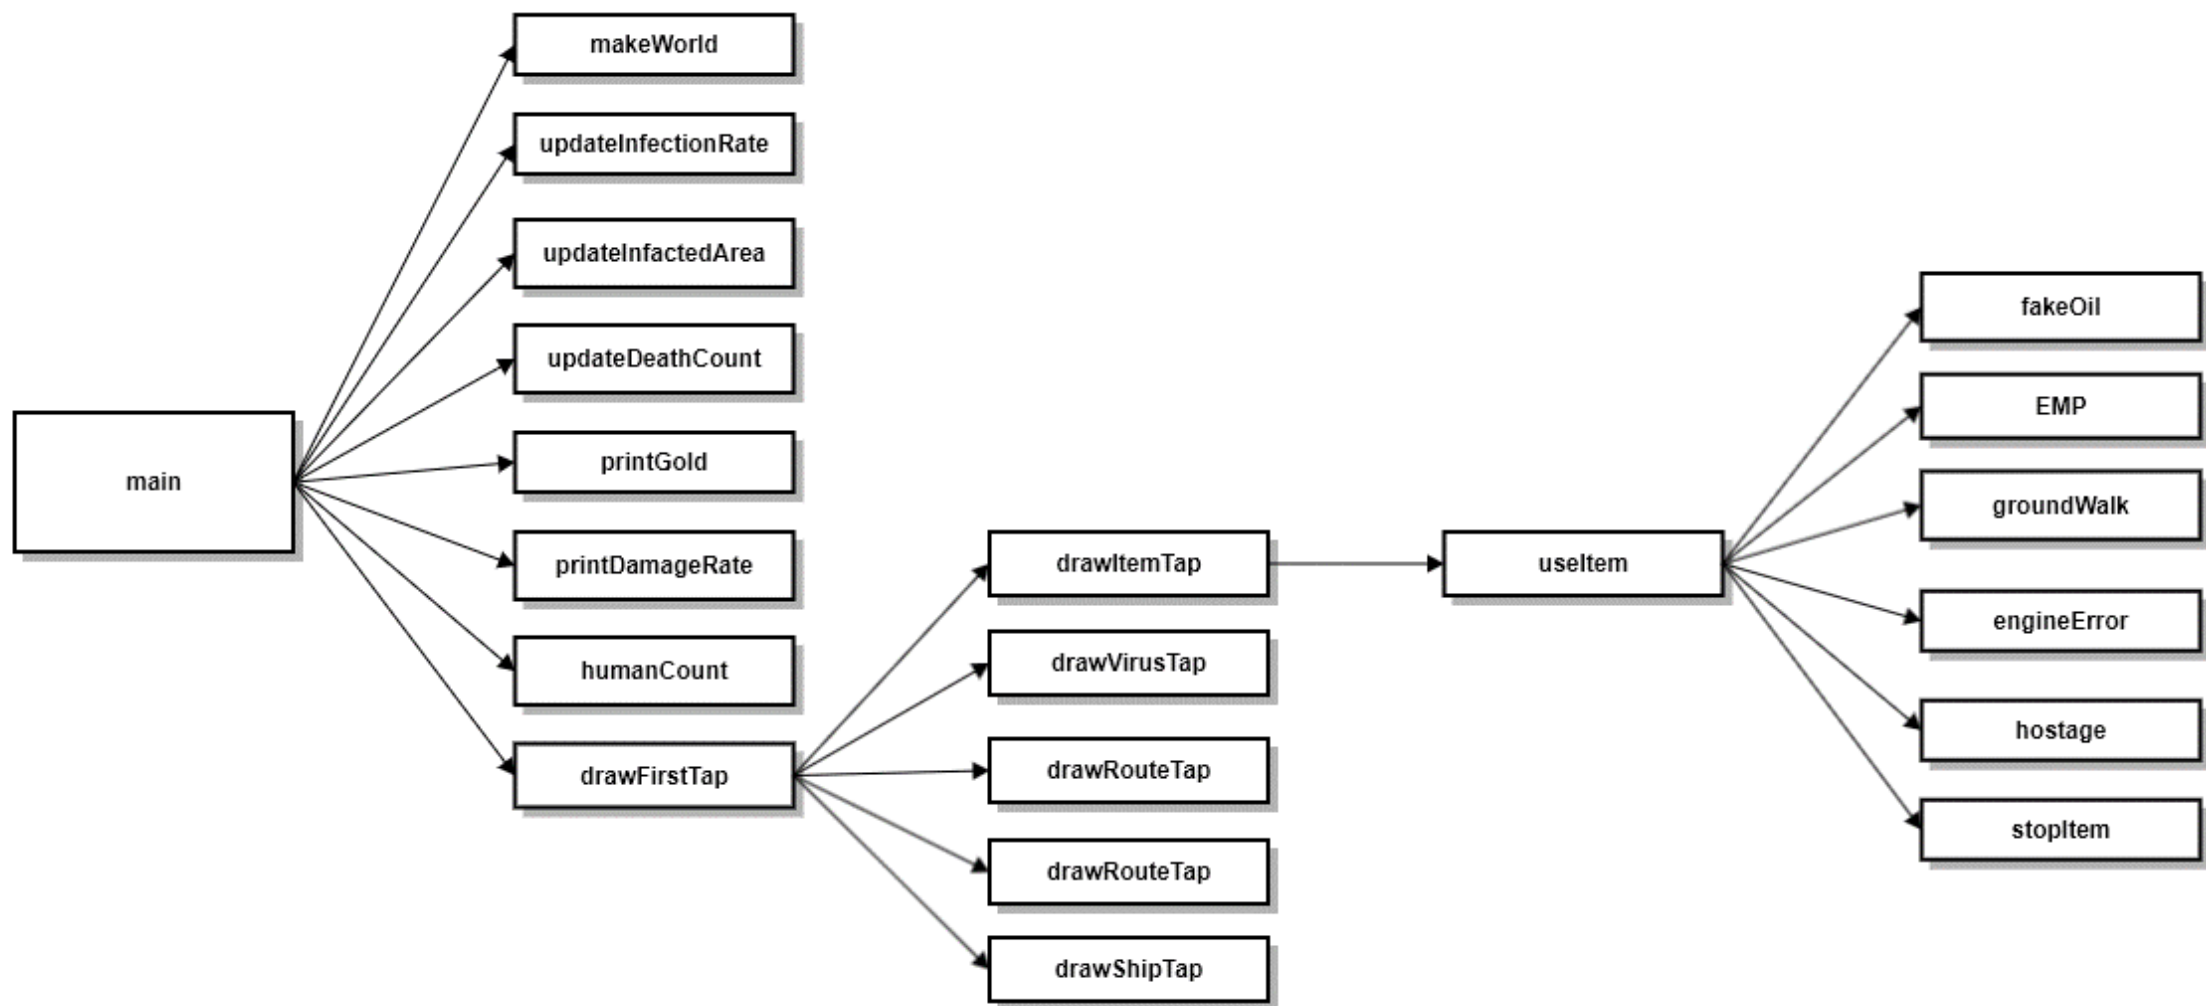 main
makeWorld
updateInfectionRate
updateInfactedArea
updateDeathCount
printGold
printDamageRate
humanCount
drawFirstTap
drawItemTap
drawVirusTap
drawRouteTap
drawRouteTap
drawShipTap
useItem
fakeOil
EMP
groundWalk
engineError
hostage
stopItem